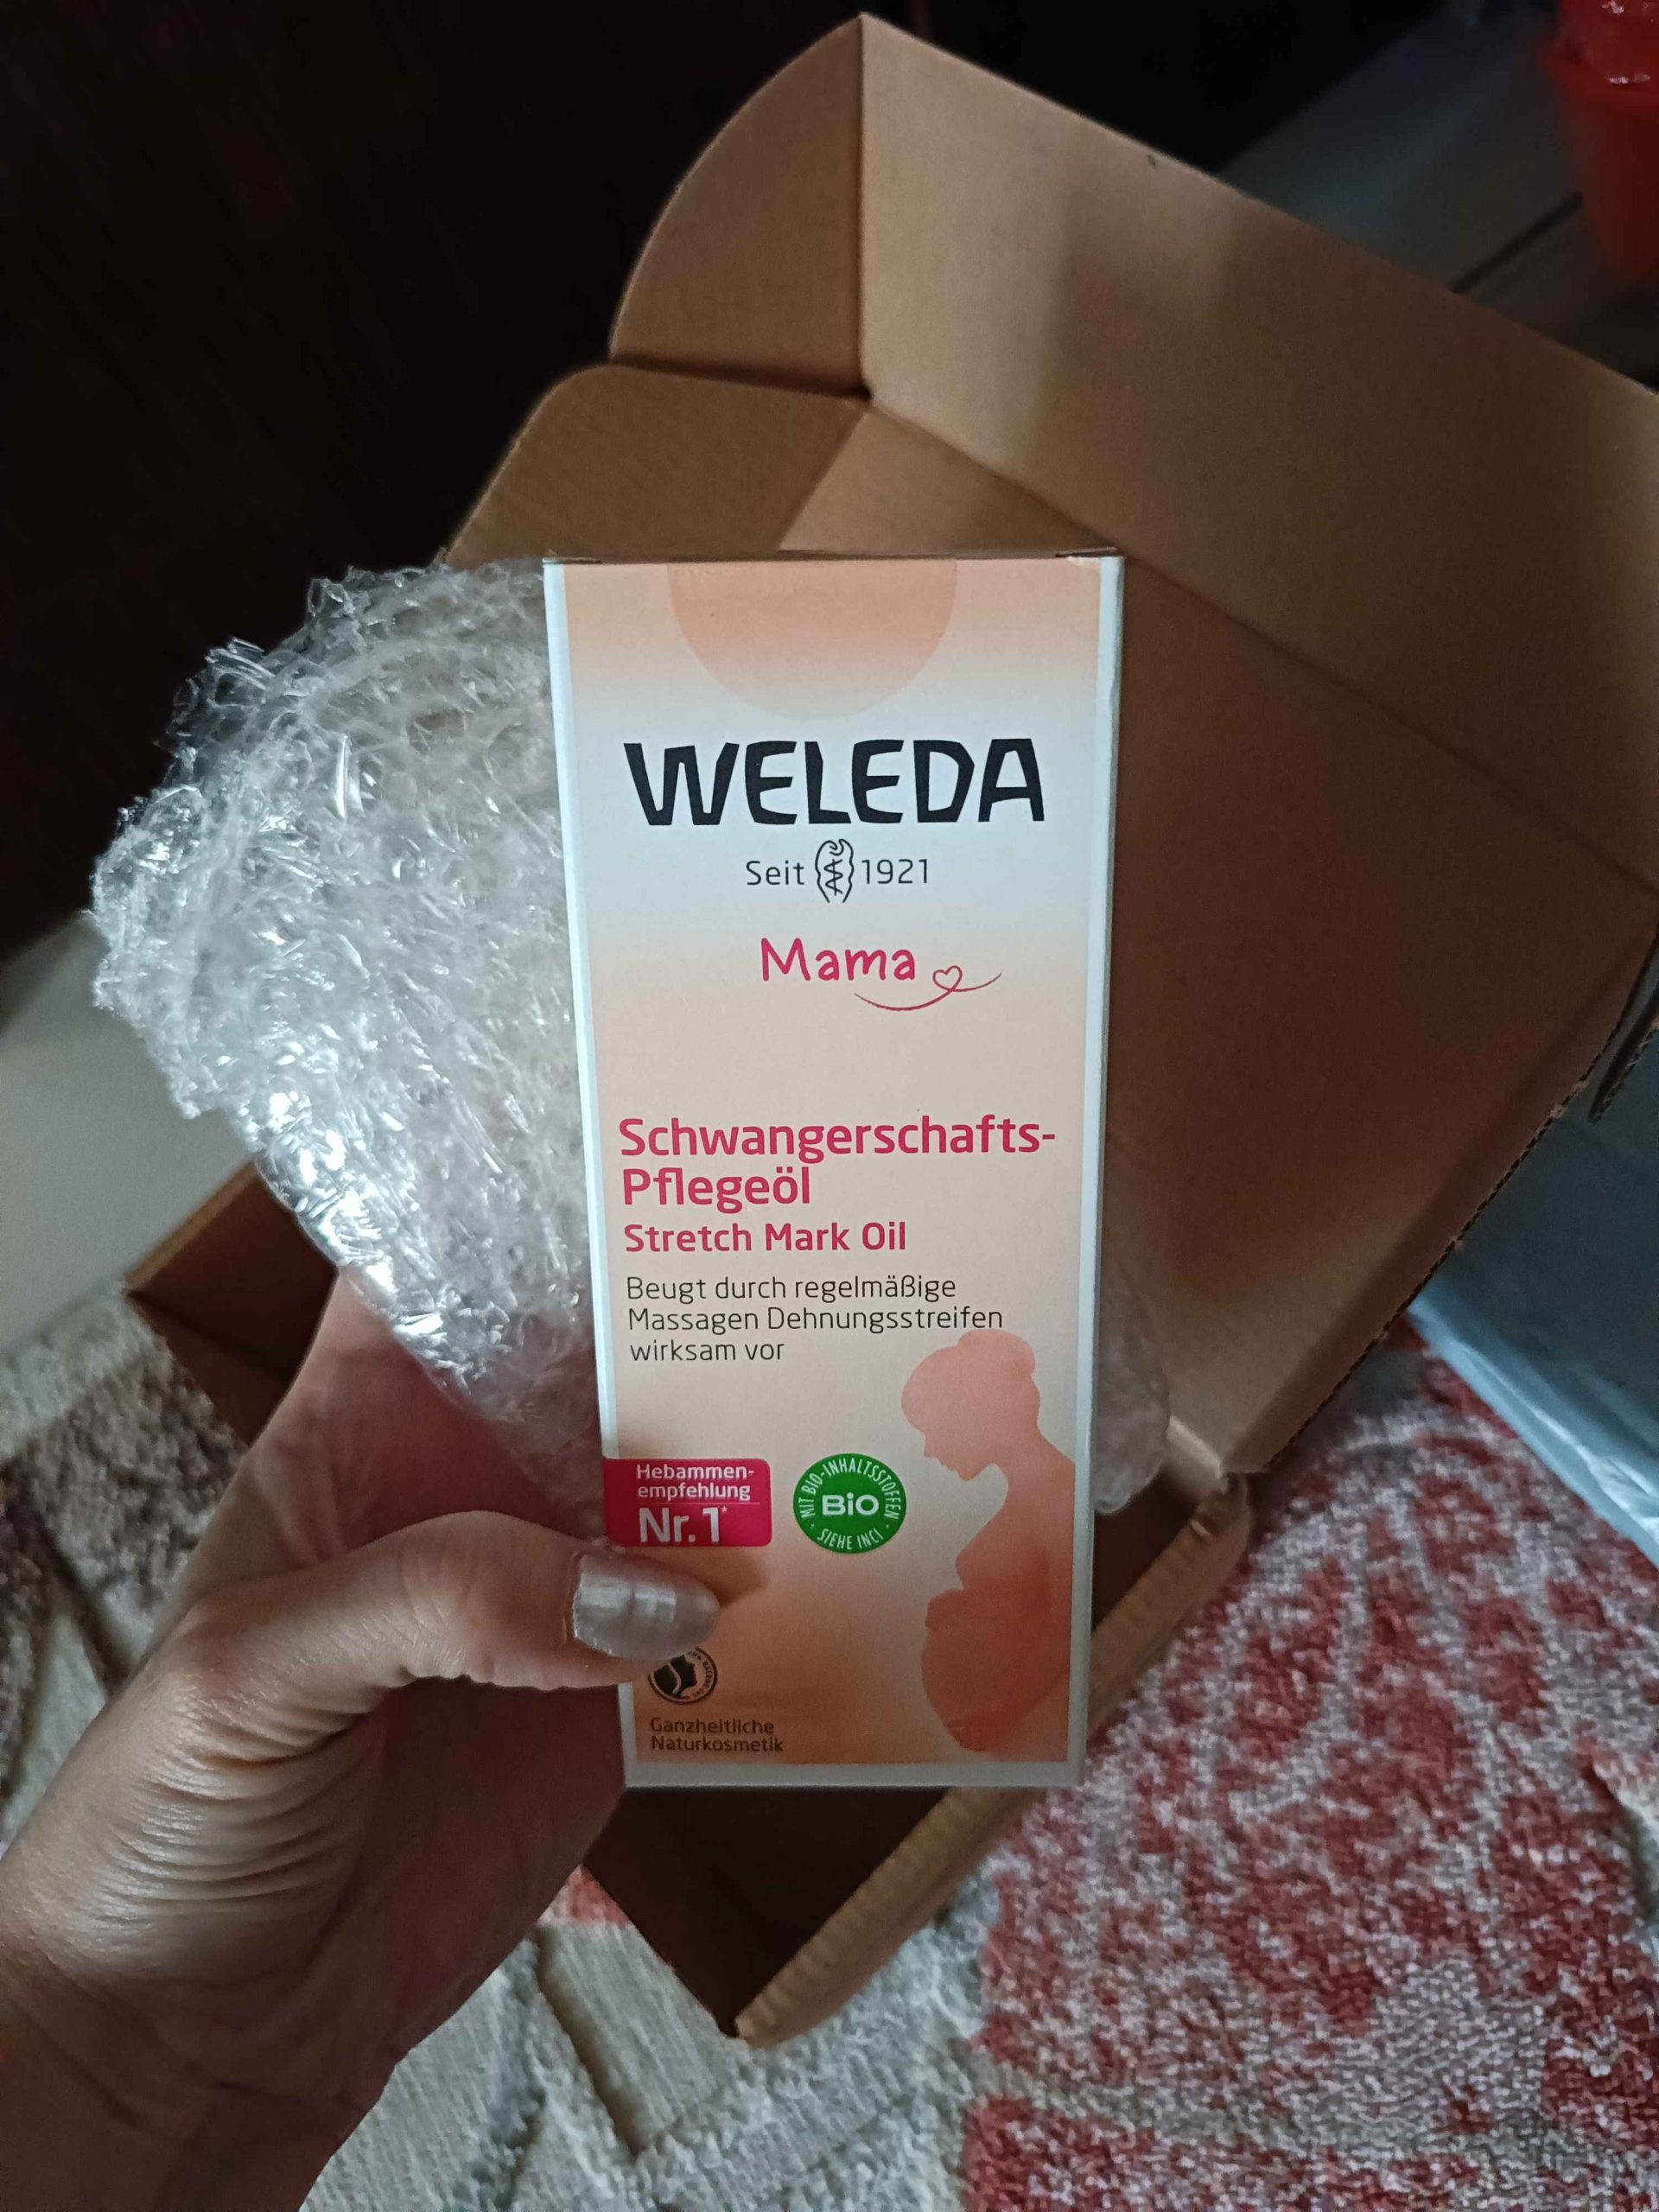 WELEDA
Seit 1921
Mama
Schwangerschafts-
Pflegeöl
Stretch Mark Oil
Beugt durch regelmäßige
Massagen Dehnungsstreifen
wirksam vor
Hebammen-
empfehlung
Nr.1*
MIT BIO-INHALTSSTOFFEN
BiO
SIEHE INCI
Ganzheitliche
Naturkosmetik